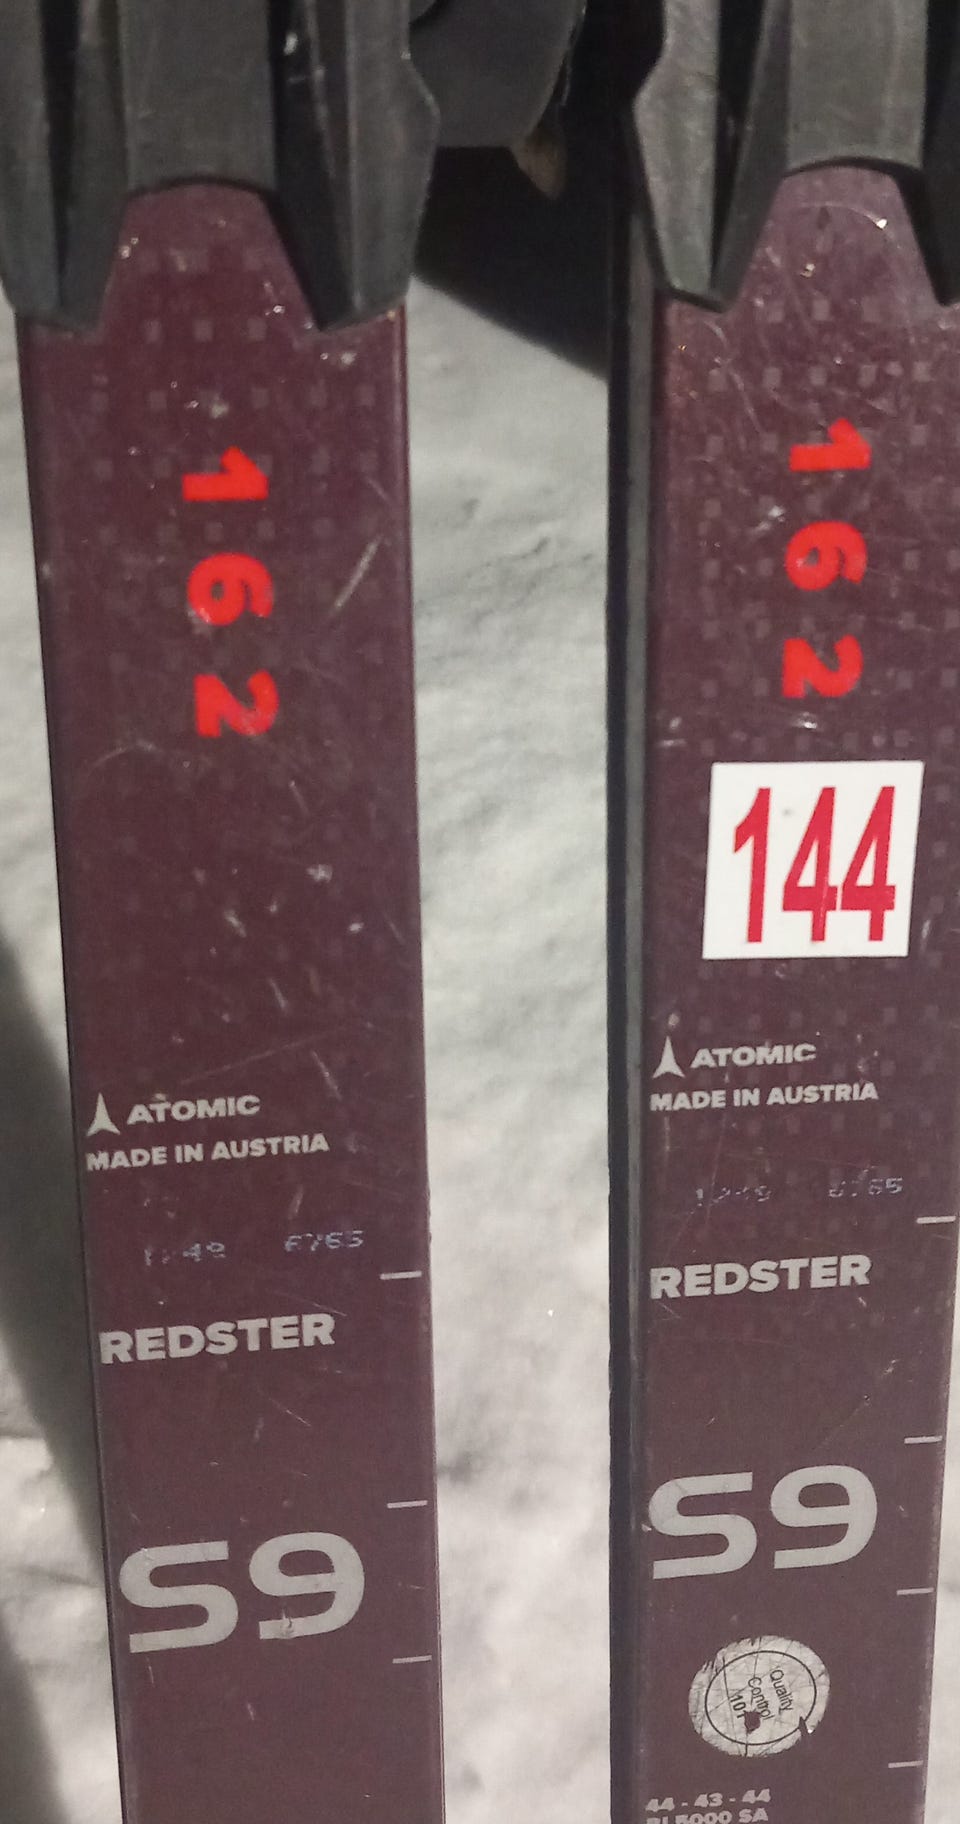 162
ATOMIC
MADE IN AUSTRIA
6765
REDSTER
S9
162
144
ATOMIC
MADE IN AUSTRIA
REDSTER
S9
Quality
Control
44 - 43 - 44